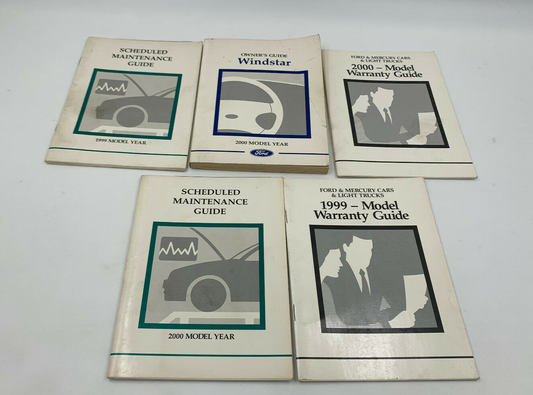 SCHEDULED
MAINTENANCE
GUIDE
1999 MODEL YEAR
OWNER'S GUIDE
Windstar
2000 MODEL YEAR
Ford
FORD & MERCURY CARS
& LIGHT TRUCKS
2000 – Model
Warranty Guide
SCHEDULED
MAINTENANCE
GUIDE
2000 MODEL YEAR
FORD & MERCURY CARS
& LIGHT TRUCKS
1999 – Model
Warranty Guide